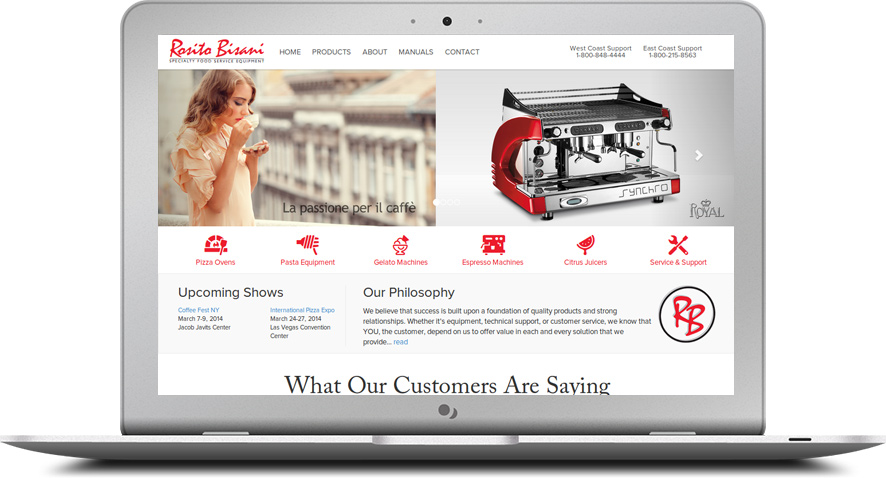 Rosito Bisani
SPECIALTY FOOD SERVICE EQUIPMENT
HOME PRODUCTS ABOUT MANUALS CONTACT
West Coast Support
1-800-848-4444
East Coast Support
1-800-215-8563
La passione per il caffè
SYNCHRO
ROYAL
Pizza Ovens
Pasta Equipment
Gelato Machines
Espresso Machines
Citrus Juicers
Service & Support
Upcoming Shows
Coffee Fest NY
March 7-9, 2014
Jacob Javits Center
International Pizza Expo
March 24-27, 2014
Las Vegas Convention
Center
Our Philosophy
We believe that success is built upon a foundation of quality products and strong
relationships. Whether it's equipment, technical support, or customer service, we know that
YOU, the customer, depend on us to offer value in each and every solution that we
provide... read
RB
What Our Customers Are Saying